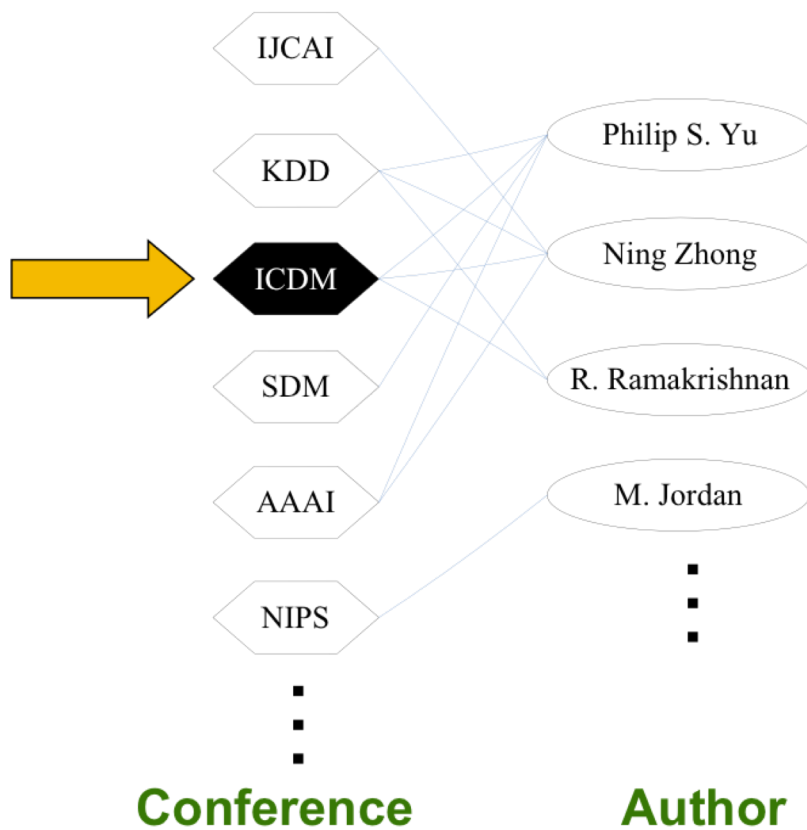 IJCAI
KDD
ICDM
SDM
AAAI
NIPS
Philip S. Yu
Ning Zhong
R. Ramakrishnan
M. Jordan
Conference
Author